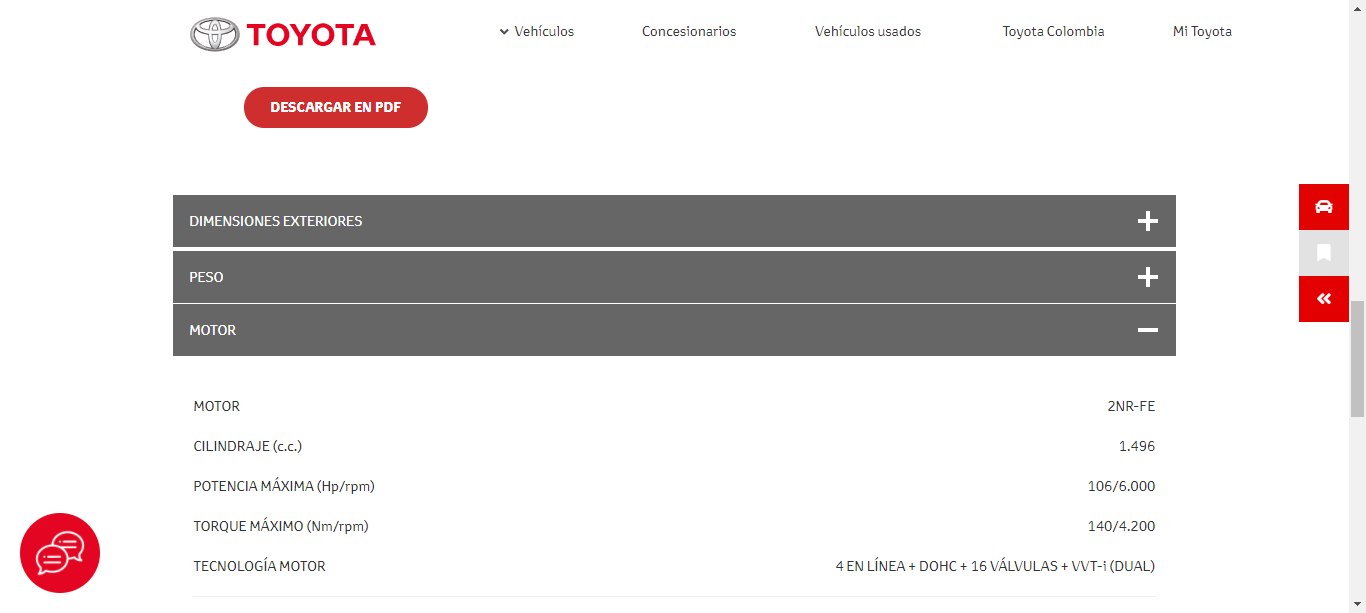 TOYOTA
Vehículos
Concesionarios
Vehículos usados
Toyota Colombia
Mi Toyota
DESCARGAR EN PDF
DIMENSIONES EXTERIORES
PESO
MOTOR
MOTOR 2NR-FE
CILINDRAJE (c.c.) 1.496
POTENCIA MÁXIMA (Hp/rpm) 106/6.000
TORQUE MÁXIMO (Nm/rpm) 140/4.200
TECNOLOGÍA MOTOR 4 EN LÍNEA + DOHC + 16 VÁLVULAS + VVT-i (DUAL)